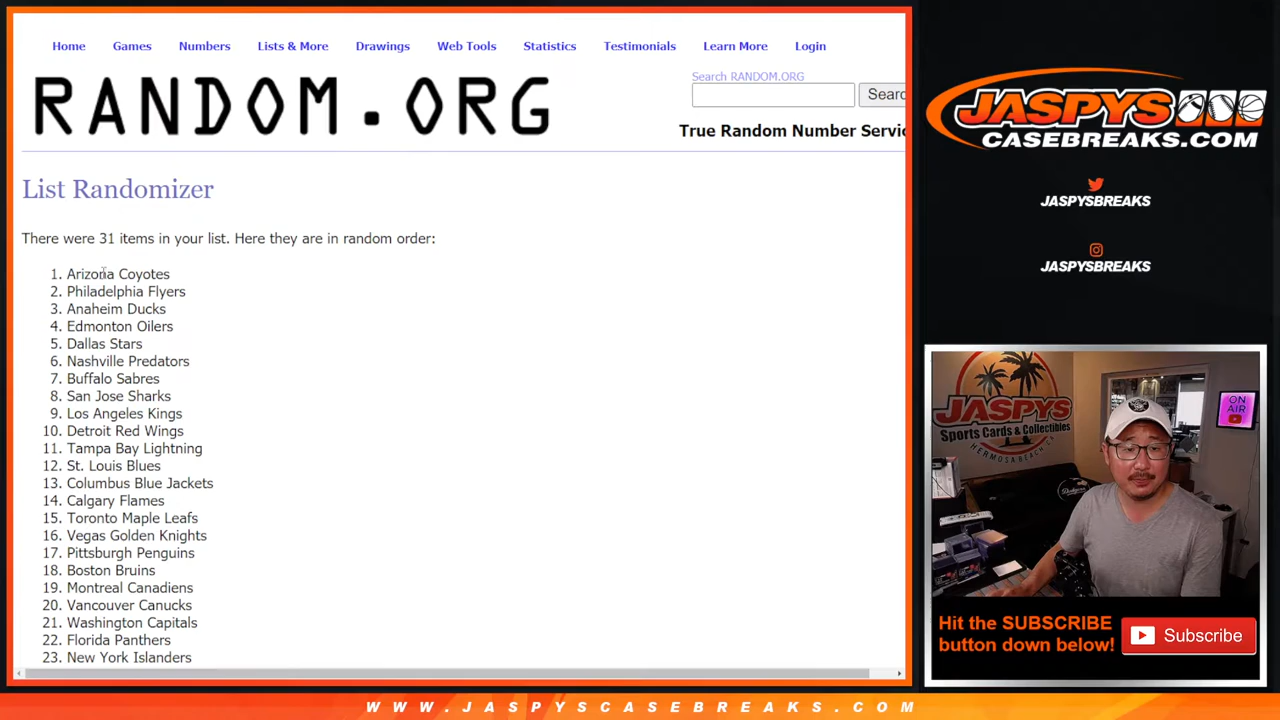 Home Games Numbers Lists & More Drawings Web Tools Statistics Testimonials Learn More Login
RANDOM.ORG
Search RANDOM.ORG
Searc
True Random Number Servic
List Randomizer
There were 31 items in your list. Here they are in random order:
1. Arizona Coyotes
2. Philadelphia Flyers
3. Anaheim Ducks
4. Edmonton Oilers
5. Dallas Stars
6. Nashville Predators
7. Buffalo Sabres
8. San Jose Sharks
9. Los Angeles Kings
10. Detroit Red Wings
11. Tampa Bay Lightning
12. St. Louis Blues
13. Columbus Blue Jackets
14. Calgary Flames
15. Toronto Maple Leafs
16. Vegas Golden Knights
17. Pittsburgh Penguins
18. Boston Bruins
19. Montreal Canadiens
20. Vancouver Canucks
21. Washington Capitals
22. Florida Panthers
23. New York Islanders
JASPYS
CASEBREAKS.COM
JASPYSBREAKS
JASPYSBREAKS
JASPYS
Sports Cards & Collectibles
HERMOSA BEACH, CA
ON
AIR
Dodgers
Hit the SUBSCRIBE
button down below!
Subscribe
WWW.JASPYSCASEBREAKS.COM